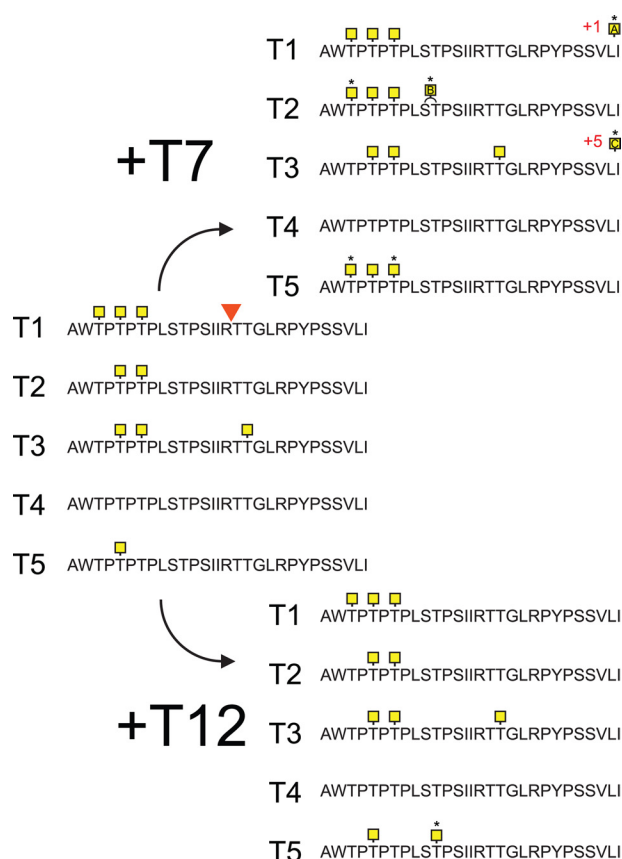 +1 *
A
T1 AWTPTPTPLSTPSIIRTTGLRPYPSSVLI
* *
B
T2 AWTPTPTPLSTPSIIRTTGLRPYPSSVLI
+T7
+5 *
C
T3 AWTPTPTPLSTPSIIRTTGLRPYPSSVLI
T4 AWTPTPTPLSTPSIIRTTGLRPYPSSVLI
* *
T5 AWTPTPTPLSTPSIIRTTGLRPYPSSVLI
T1 AWTPTPTPLSTPSIIRTTGLRPYPSSVLI
T2 AWTPTPTPLSTPSIIRTTGLRPYPSSVLI
T3 AWTPTPTPLSTPSIIRTTGLRPYPSSVLI
T4 AWTPTPTPLSTPSIIRTTGLRPYPSSVLI
T5 AWTPTPTPLSTPSIIRTTGLRPYPSSVLI
+T12
T1 AWTPTPTPLSTPSIIRTTGLRPYPSSVLI
T2 AWTPTPTPLSTPSIIRTTGLRPYPSSVLI
T3 AWTPTPTPLSTPSIIRTTGLRPYPSSVLI
T4 AWTPTPTPLSTPSIIRTTGLRPYPSSVLI
*
T5 AWTPTPTPLSTPSIIRTTGLRPYPSSVLI